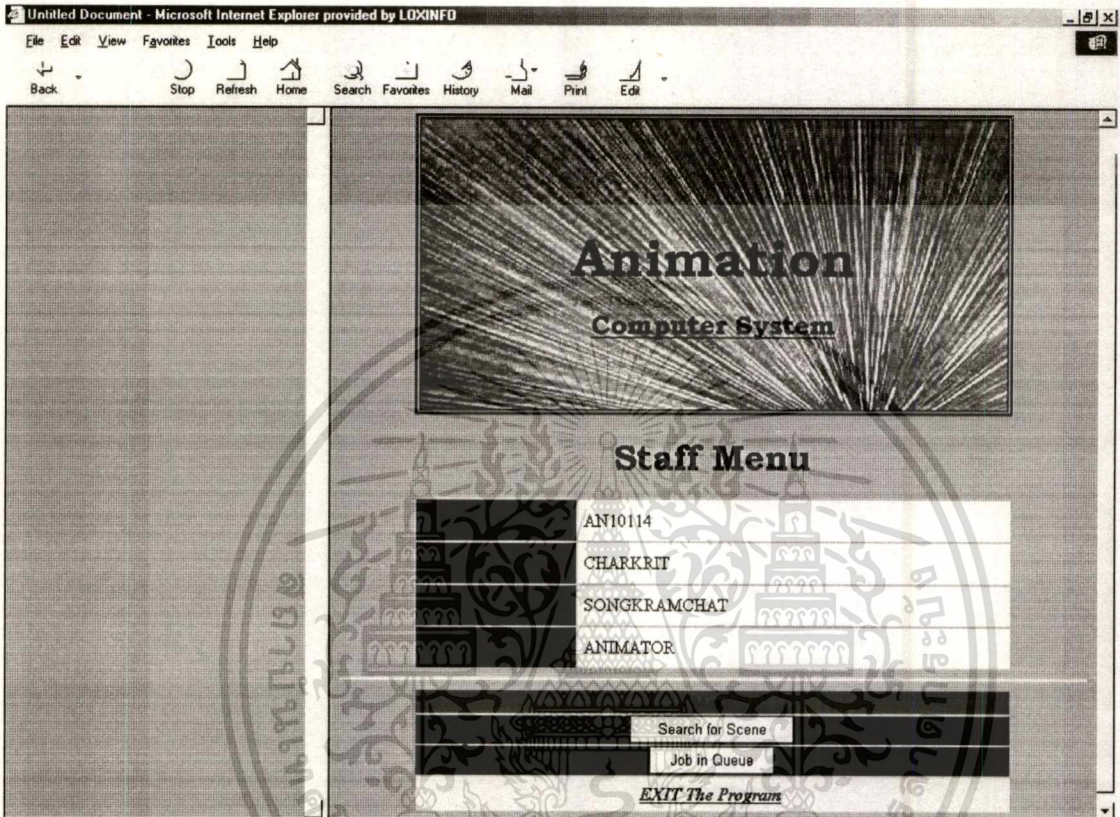 Untitled Document - Microsoft Internet Explorer provided by LOXINFO
File Edit View Favorites Tools Help
Back Stop Refresh Home Search Favorites History Mail Print Edit
Animation
Computer System
Staff Menu
AN10114
CHARKRIT
SONGKRAMCHAT
ANIMATOR
Search for Scene
Job in Queue
EXIT The Program